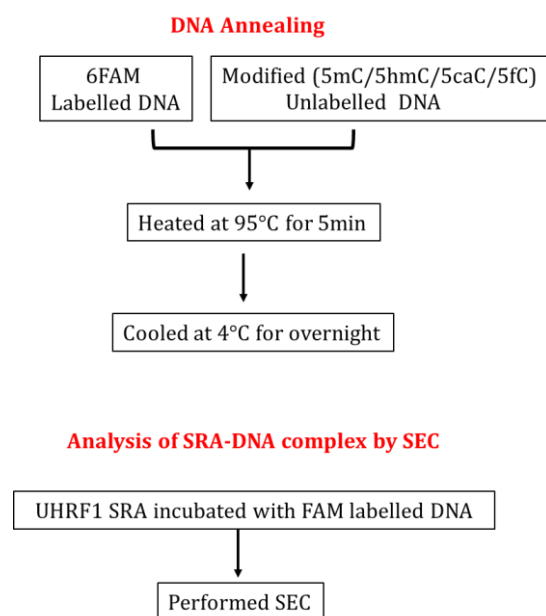 DNA Annealing
6FAM
Labelled DNA
Modified (5mC/5hmC/5caC/5fC)
Unlabelled DNA
Heated at 95°C for 5min
Cooled at 4°C for overnight
Analysis of SRA-DNA complex by SEC
UHRF1 SRA incubated with FAM labelled DNA
Performed SEC